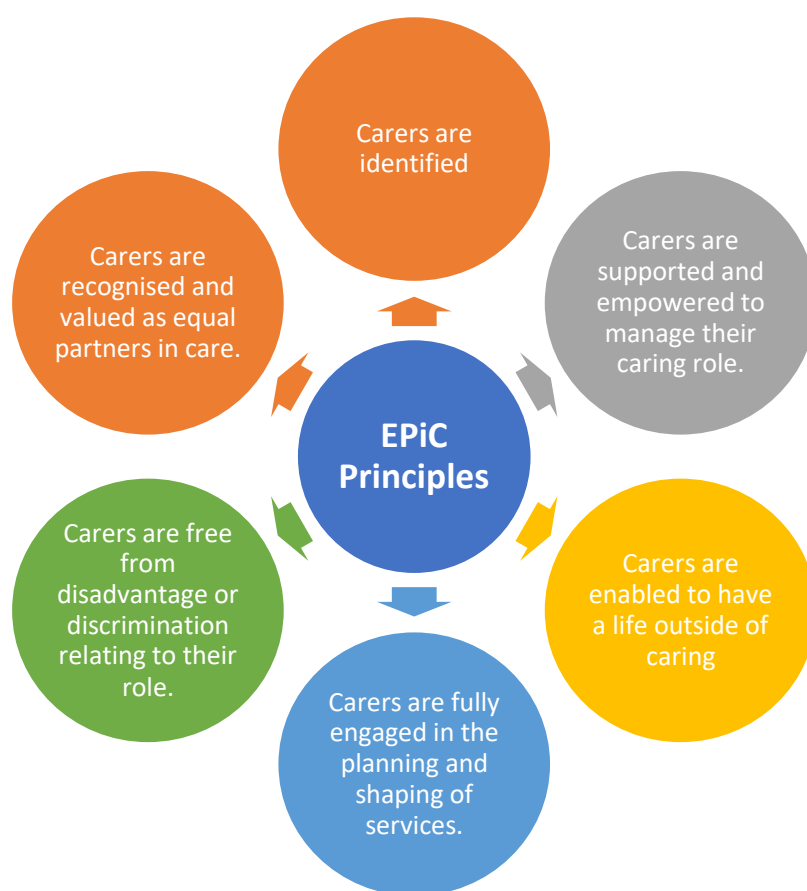 Carers are
identified
Carers are
supported and
empowered to
manage their
caring role.
Carers are
enabled to have
a life outside of
caring
Carers are fully
engaged in the
planning and
shaping of
services.
Carers are free
from
disadvantage or
discrimination
relating to their
role.
Carers are
recognised and
valued as equal
partners in care.
EPiC
Principles